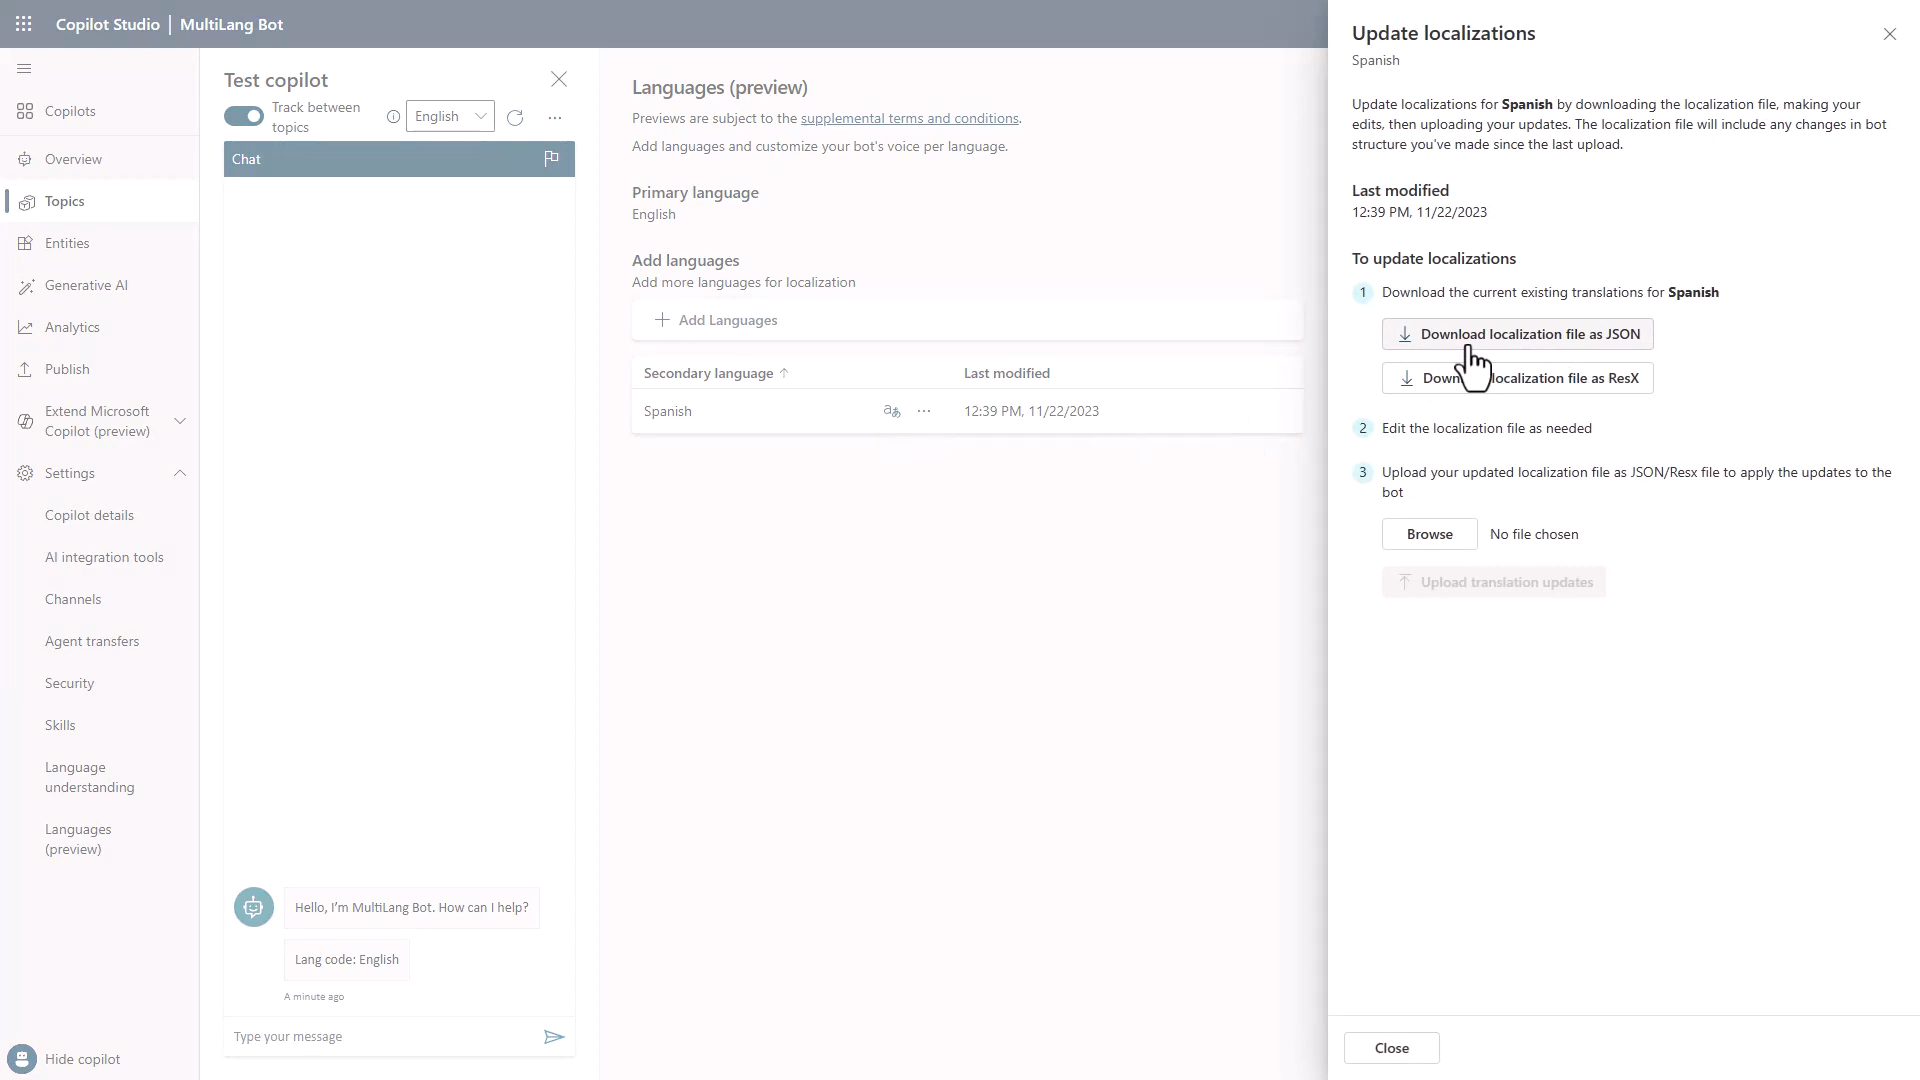 Copilot Studio | MultiLang Bot
Copilots
Overview
Topics
Entities
Generative AI
Analytics
Publish
Extend Microsoft
Copilot (preview)
Settings
Copilot details
AI integration tools
Channels
Agent transfers
Security
Skills
Language
understanding
Languages
(preview)
Hide copilot
Test copilot
Track between
topics
English
Chat
Hello, I'm MultiLang Bot. How can I help?
Lang code: English
A minute ago
Type your message
Languages (preview)
Previews are subject to the supplemental terms and conditions.
Add languages and customize your bot's voice per language.
Primary language
English
Add languages
Add more languages for localization
Add Languages
Secondary language Last modified
Spanish 12:39 PM, 11/22/2023
Update localizations
Spanish
Update localizations for Spanish by downloading the localization file, making your
edits, then uploading your updates. The localization file will include any changes in bot
structure you've made since the last upload.
Last modified
12:39 PM, 11/22/2023
To update localizations
1 Download the current existing translations for Spanish
Download localization file as JSON
localization file as ResX
2 Edit the localization file as needed
3 Upload your updated localization file as JSON/Resx file to apply the updates to the
bot
Browse No file chosen
Upload translation updates
Close